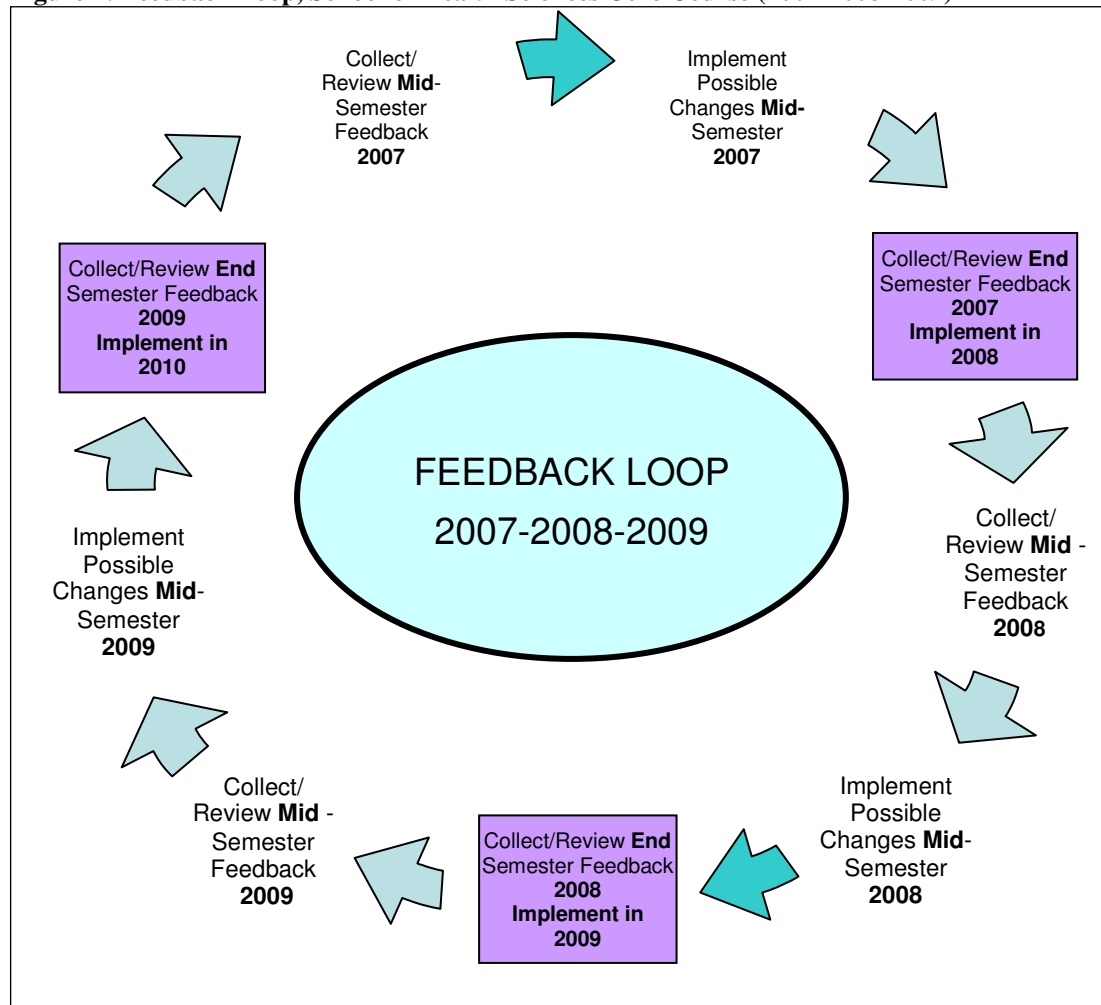 Collect/
Review Mid-
Semester
Feedback
2007
Implement
Possible
Changes Mid-
Semester
2007
Collect/Review End
Semester Feedback
2007
Implement in
2008
Collect/
Review Mid -
Semester
Feedback
2008
Implement
Possible
Changes Mid-
Semester
2008
Collect/Review End
Semester Feedback
2008
Implement in
2009
Collect/
Review Mid -
Semester
Feedback
2009
Implement
Possible
Changes Mid-
Semester
2009
Collect/Review End
Semester Feedback
2009
Implement in
2010
FEEDBACK LOOP
2007-2008-2009